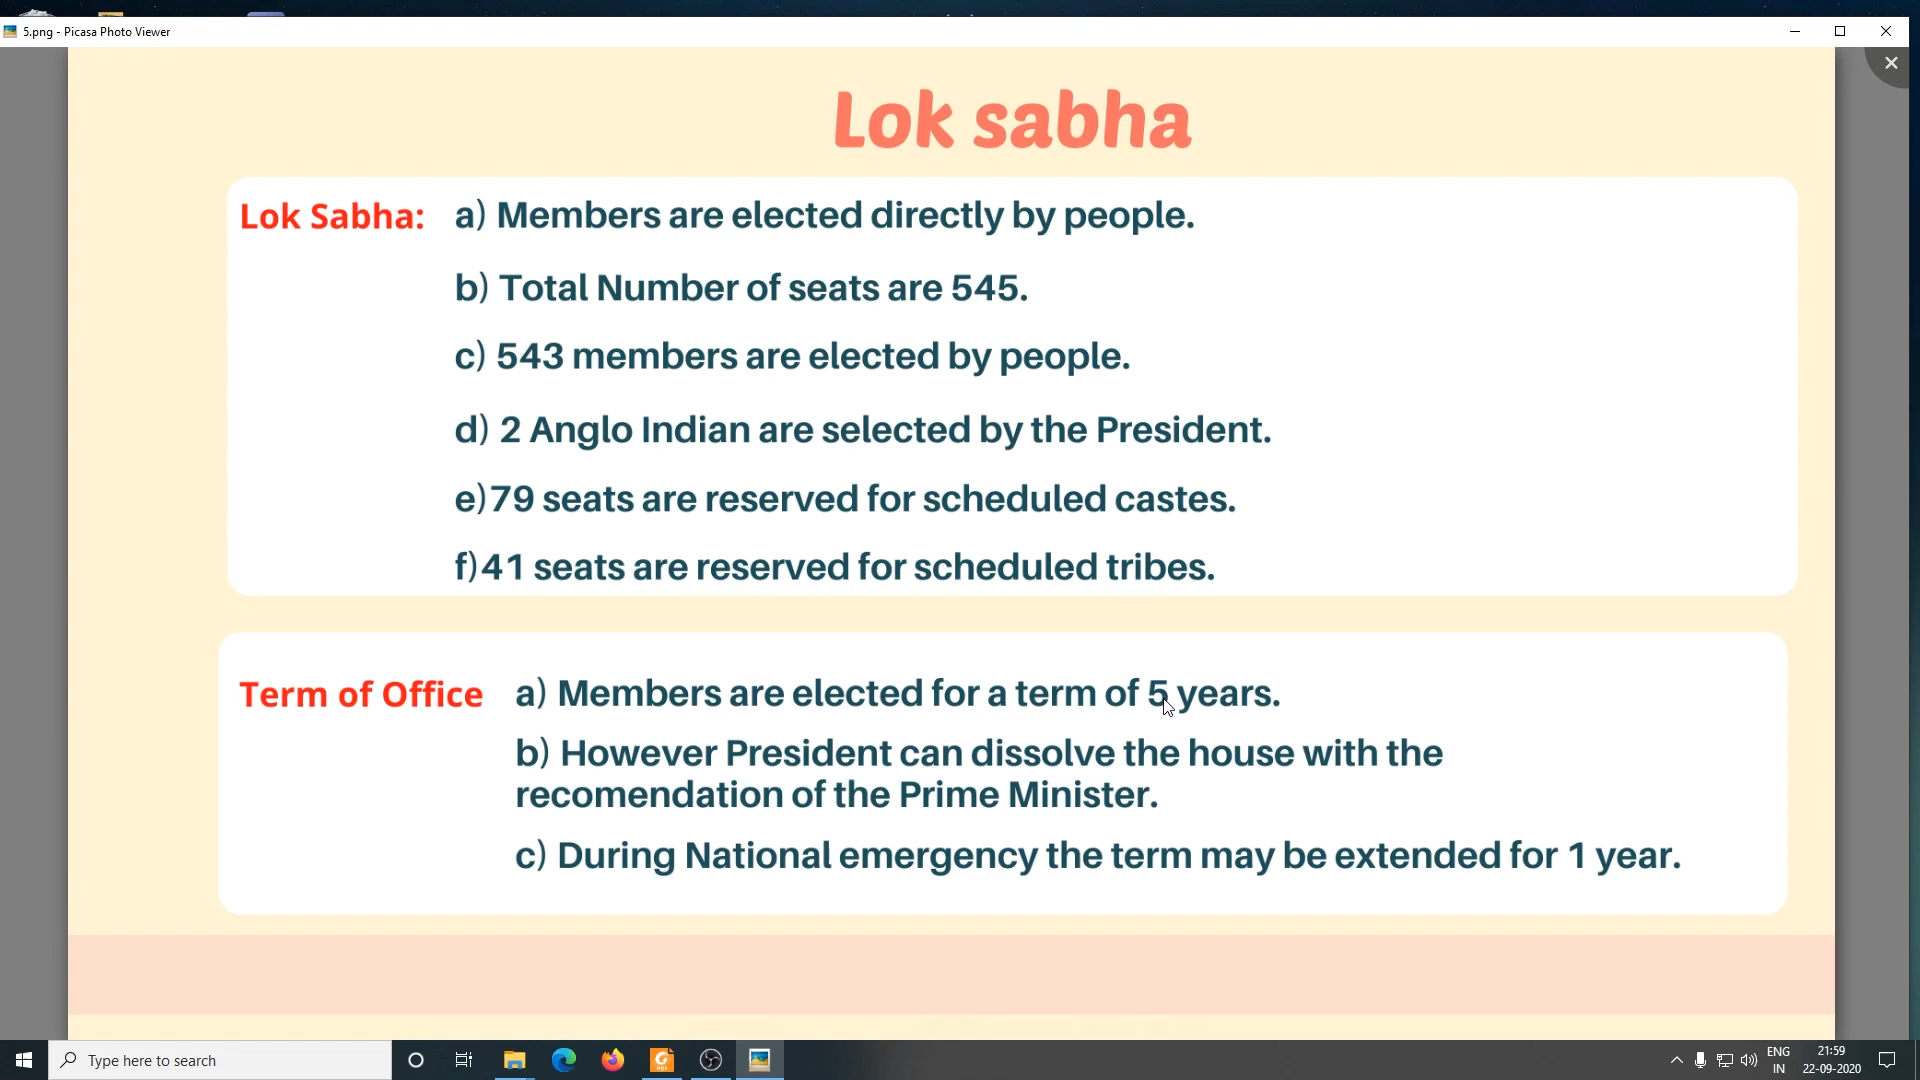 5.png - Picasa Photo Viewer
Lok sabha
Lok Sabha: a) Members are elected directly by people.
b) Total Number of seats are 545.
c) 543 members are elected by people.
d) 2 Anglo Indian are selected by the President.
e)79 seats are reserved for scheduled castes.
f)41 seats are reserved for scheduled tribes.
Term of Office a) Members are elected for a term of 5 years.
b) However President can dissolve the house with the
recomendation of the Prime Minister.
c) During National emergency the term may be extended for 1 year.
Type here to search
ENG
IN
21:59
22-09-2020